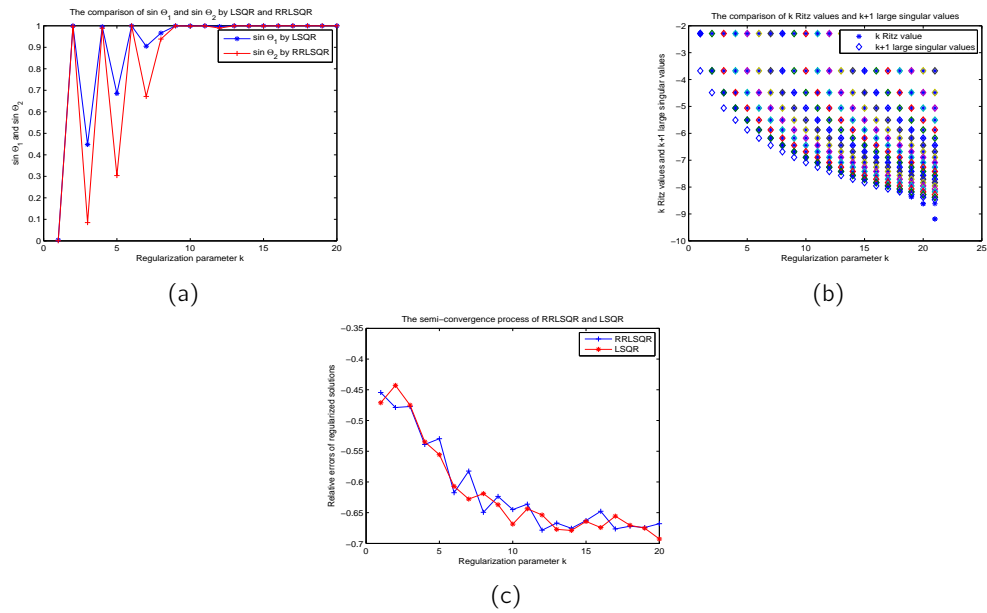 The comparison of sin Θ1 and sin Θ2 by LSQR and RRLSQR
1
0.9
0.8
0.7
0.6
0.5
0.4
0.3
0.2
0.1
0
sin Θ1 and sin Θ2
sin Θ1 by LSQR
sin Θ2 by RRLSQR
0 5 10 15 20
Regularization parameter k
(a)
The comparison of k Ritz values and k+1 large singular values
−2
−3
−4
−5
−6
−7
−8
−9
−10
k Ritz values and k+1 large singular values
k Ritz value
k+1 large singular values
0 5 10 15 20 25
Regularization parameter k
(b)
The semi−convergence process of RRLSQR and LSQR
−0.35
−0.4
−0.45
−0.5
−0.55
−0.6
−0.65
−0.7
Relative errors of regularized solutions
RRLSQR
LSQR
0 5 10 15 20
Regularization parameter k
(c)